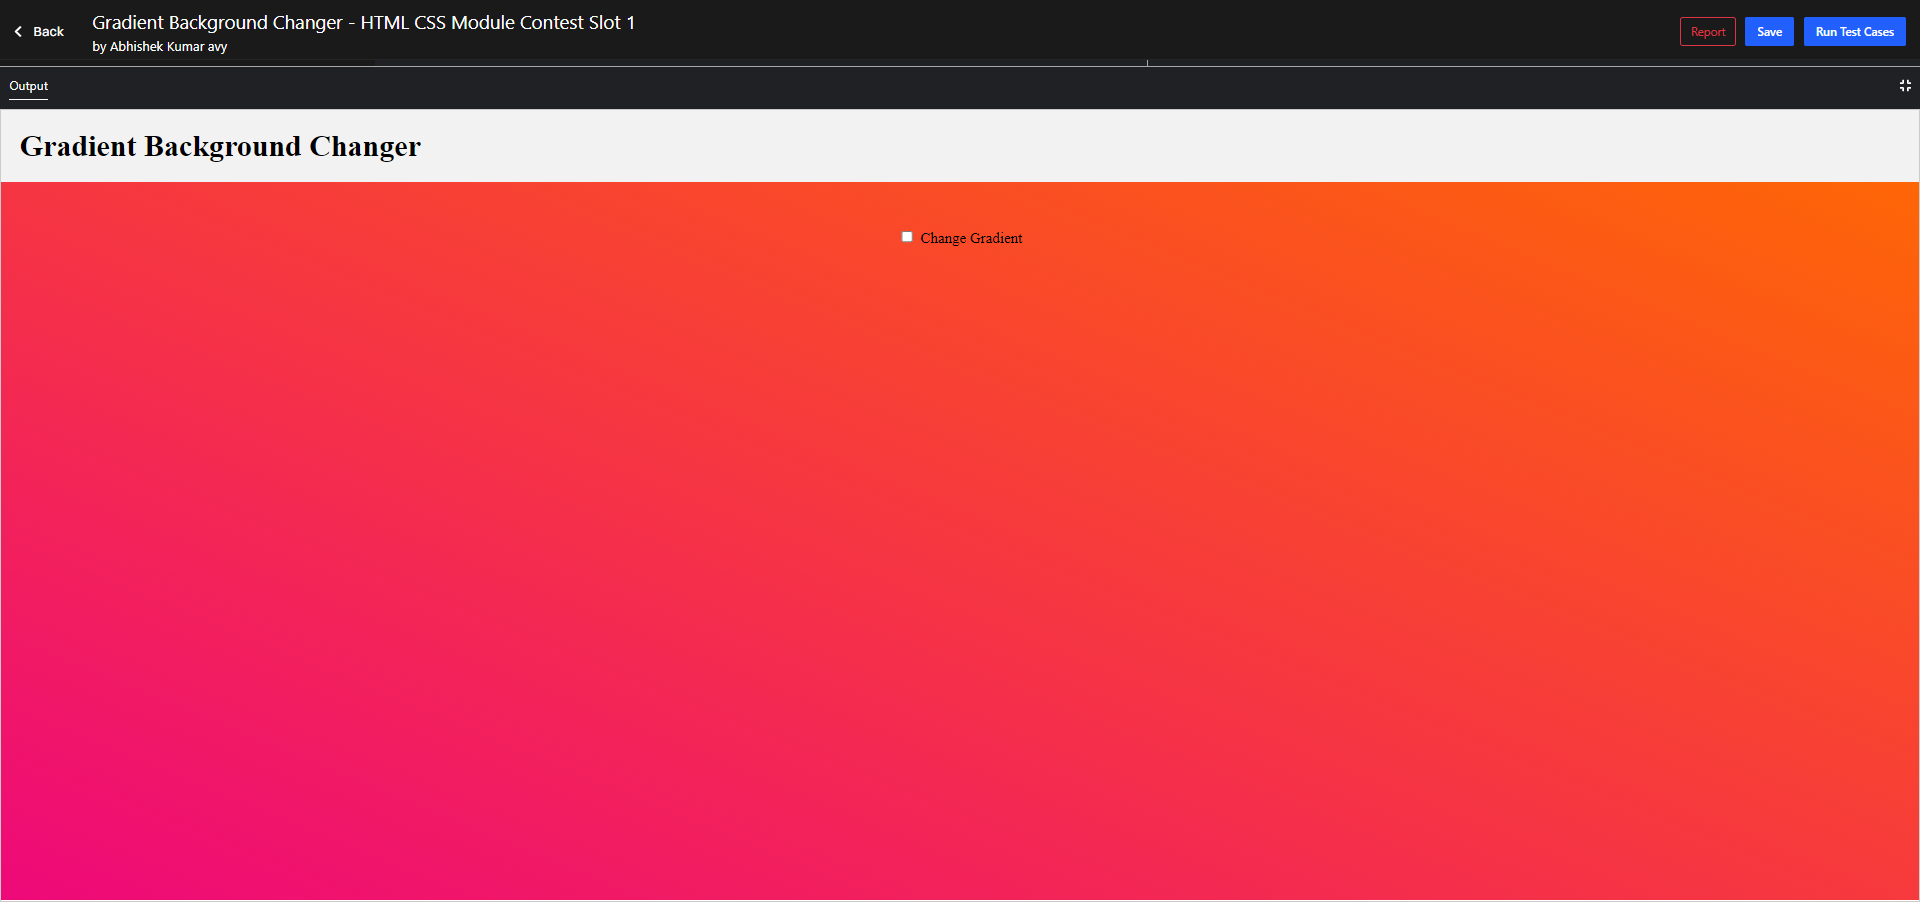 Back
Gradient Background Changer - HTML CSS Module Contest Slot 1
by Abhishek Kumar avy
Report
Save
Run Test Cases
Output
Gradient Background Changer
Change Gradient